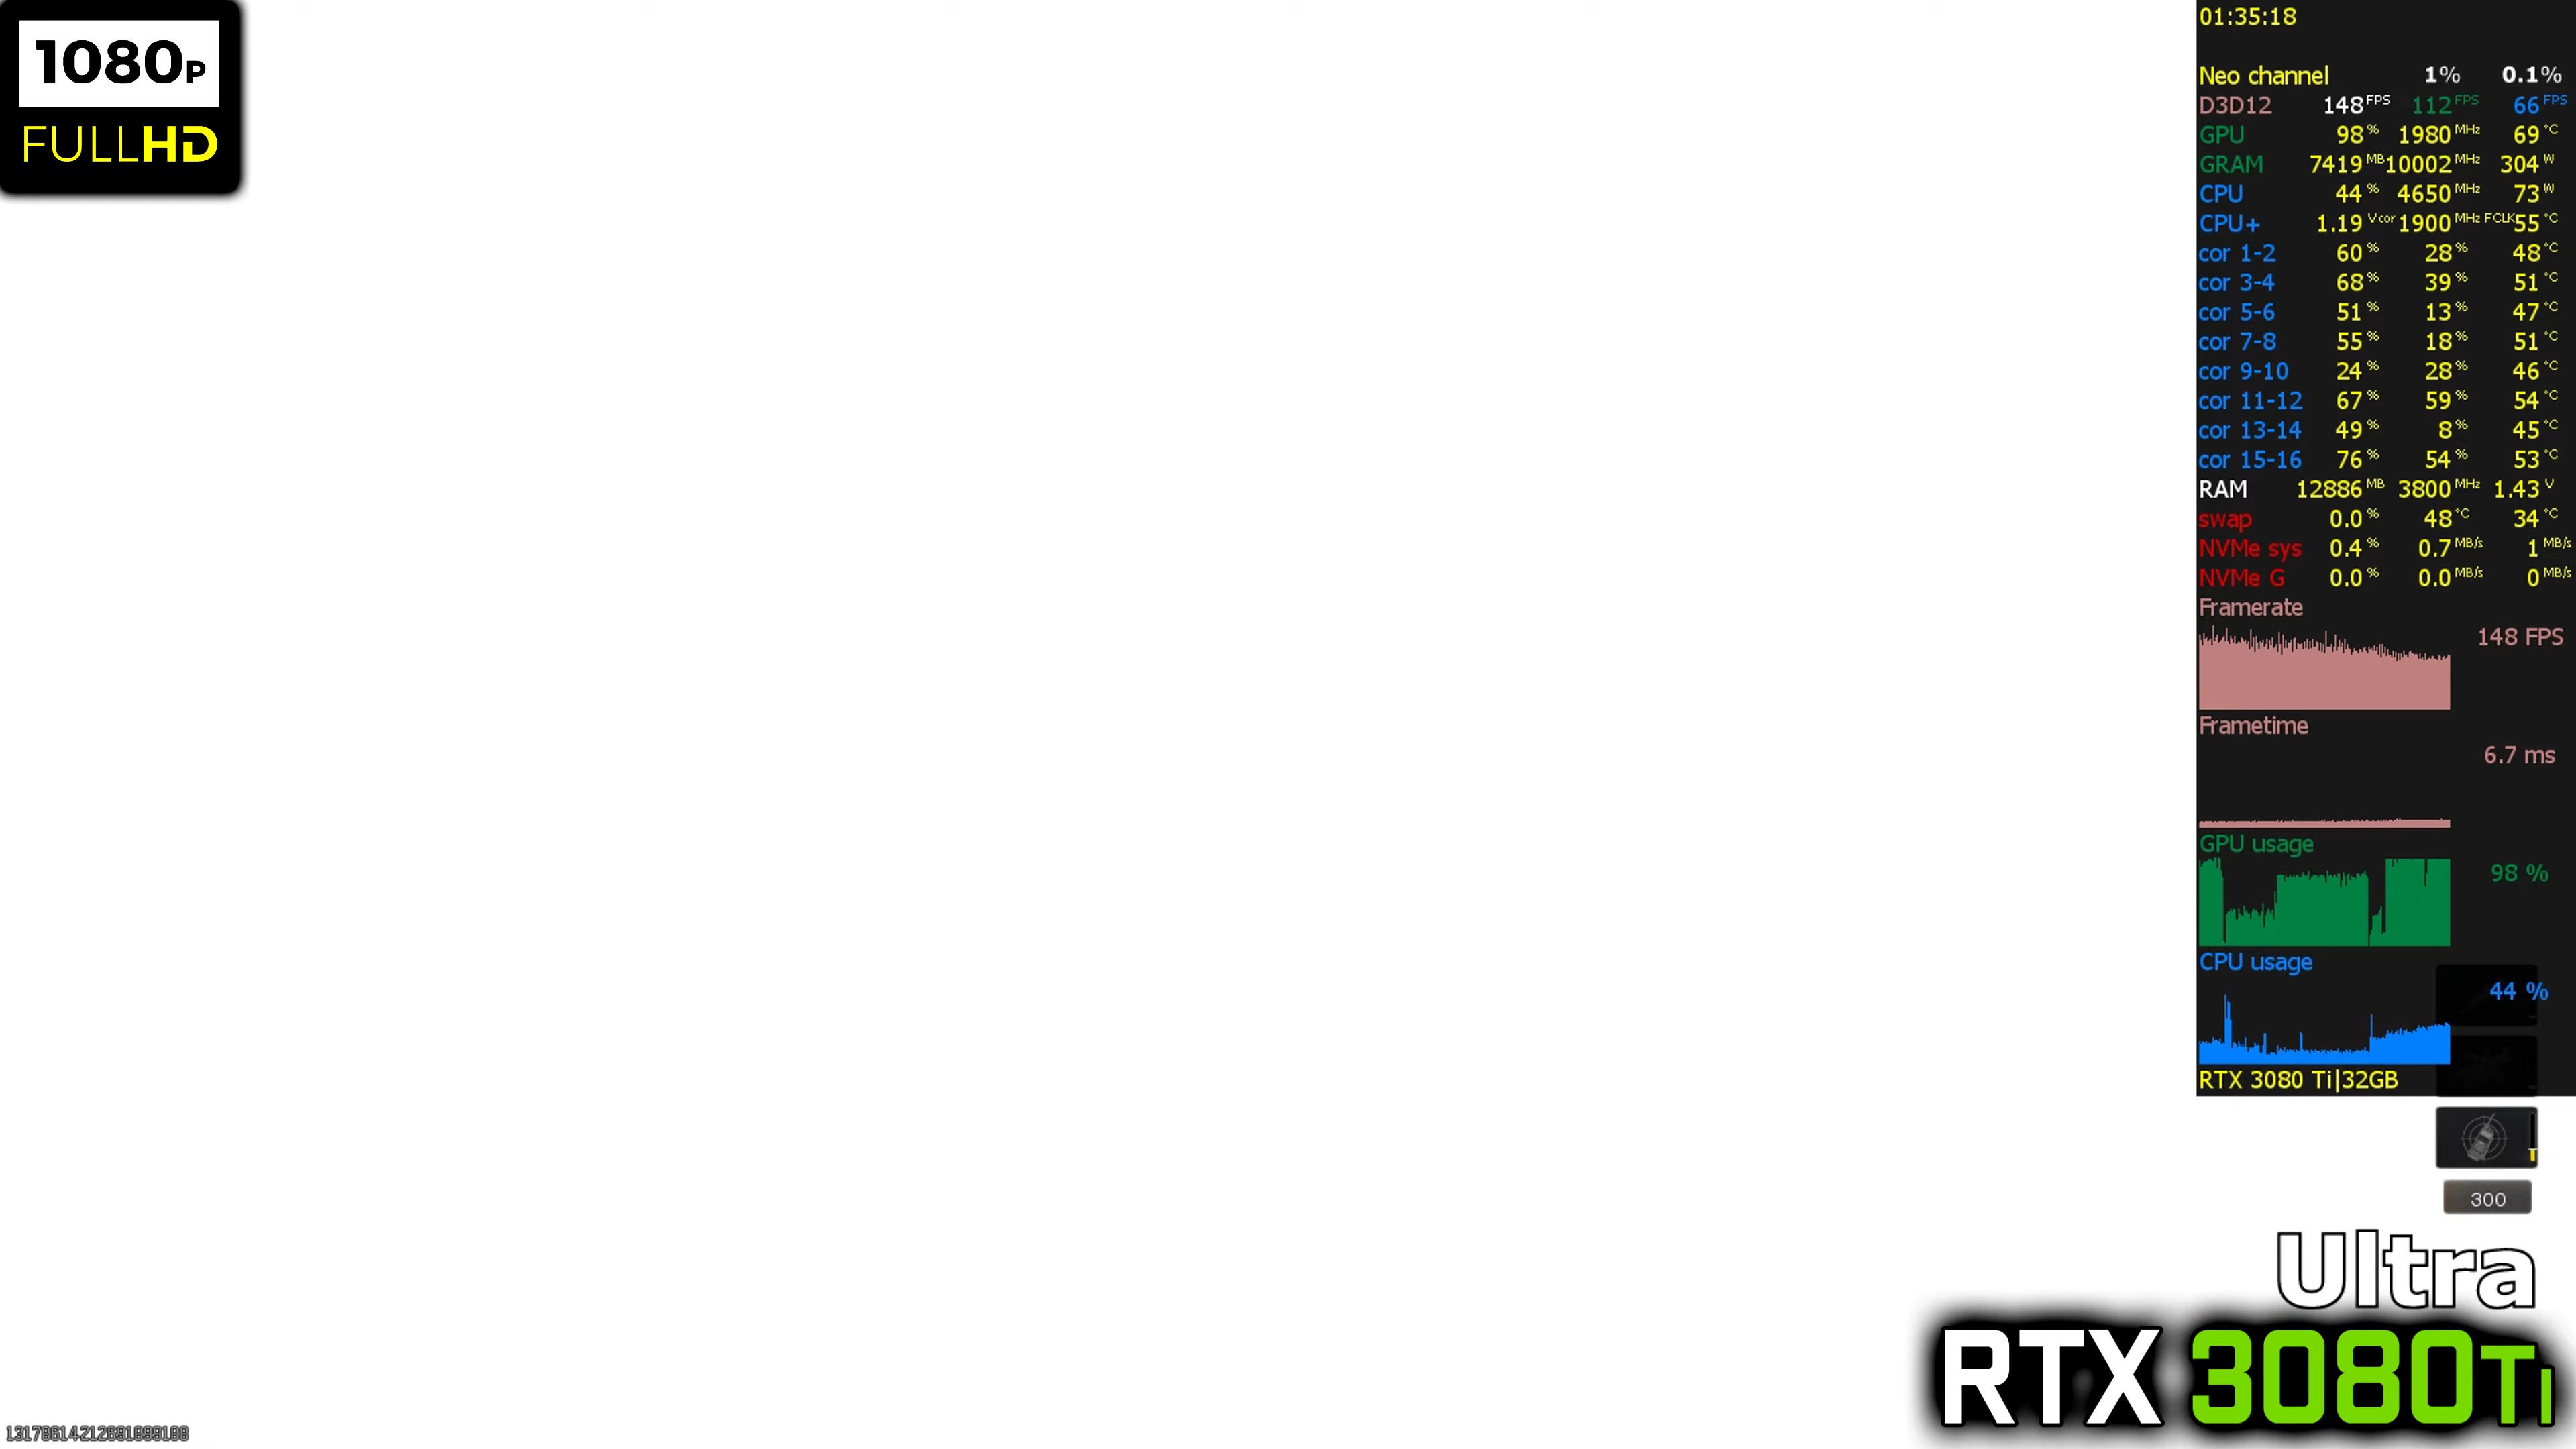 1080P
FULLHD
01:35:18
Neo channel 1% 0.1%
D3D12 148 FPS 112 FPS 66 FPS
GPU 98 % 1980 MHz 69 °C
GRAM 7419 MB 10002 MHz 304 W
CPU 44 % 4650 MHz 73 W
CPU+ 1.19 Vcor 1900 MHz FCLK 55 °C
cor 1-2 60 % 28 % 48 °C
cor 3-4 68 % 39 % 51 °C
cor 5-6 51 % 13 % 47 °C
cor 7-8 55 % 18 % 51 °C
cor 9-10 24 % 28 % 46 °C
cor 11-12 67 % 59 % 54 °C
cor 13-14 49 % 8 % 45 °C
cor 15-16 76 % 54 % 53 °C
RAM 12886 MB 3800 MHz 1.43 V
swap 0.0 % 48 °C 34 °C
NVMe sys 0.4 % 0.7 MB/s 1 MB/s
NVMe G 0.0 % 0.0 MB/s 0 MB/s
Framerate
148 FPS
Frametime
6.7 ms
GPU usage
98 %
CPU usage
44 %
RTX 3080 Ti|32GB
300
Ultra
RTX 3080Ti